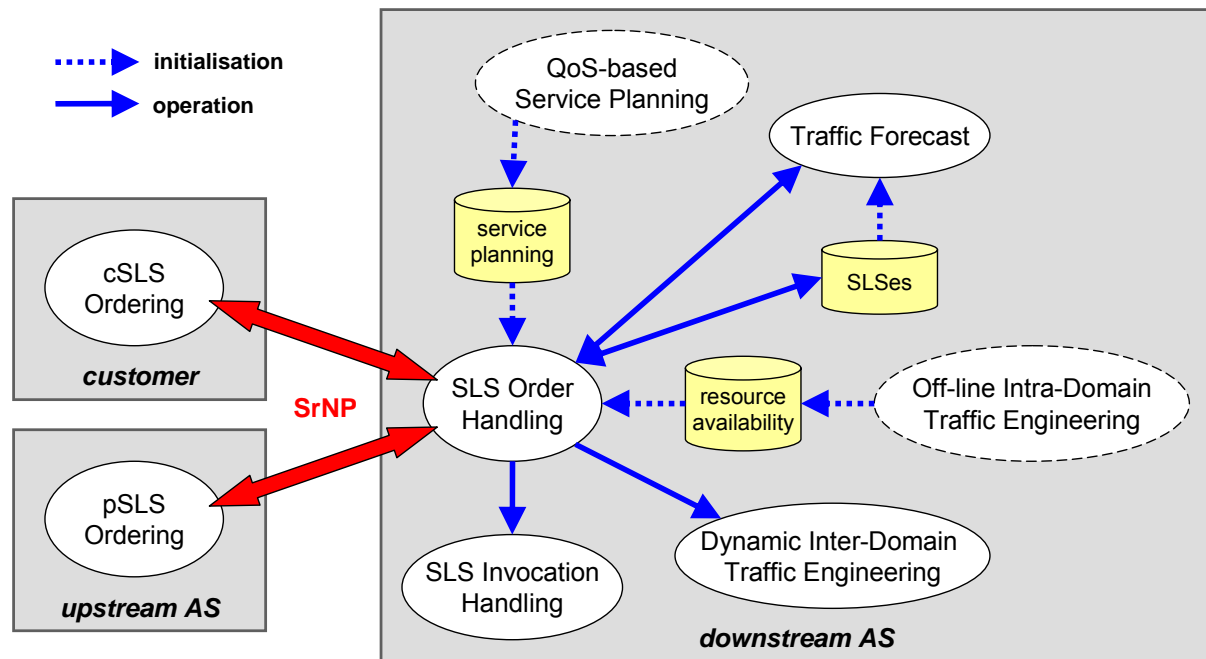 initialisation
operation
QoS-based
Service Planning
Traffic Forecast
service
planning
SLSes
cSLS
Ordering
customer
SrNP
SLS Order
Handling
resource
availability
Off-line Intra-Domain
Traffic Engineering
pSLS
Ordering
upstream AS
SLS Invocation
Handling
Dynamic Inter-Domain
Traffic Engineering
downstream AS